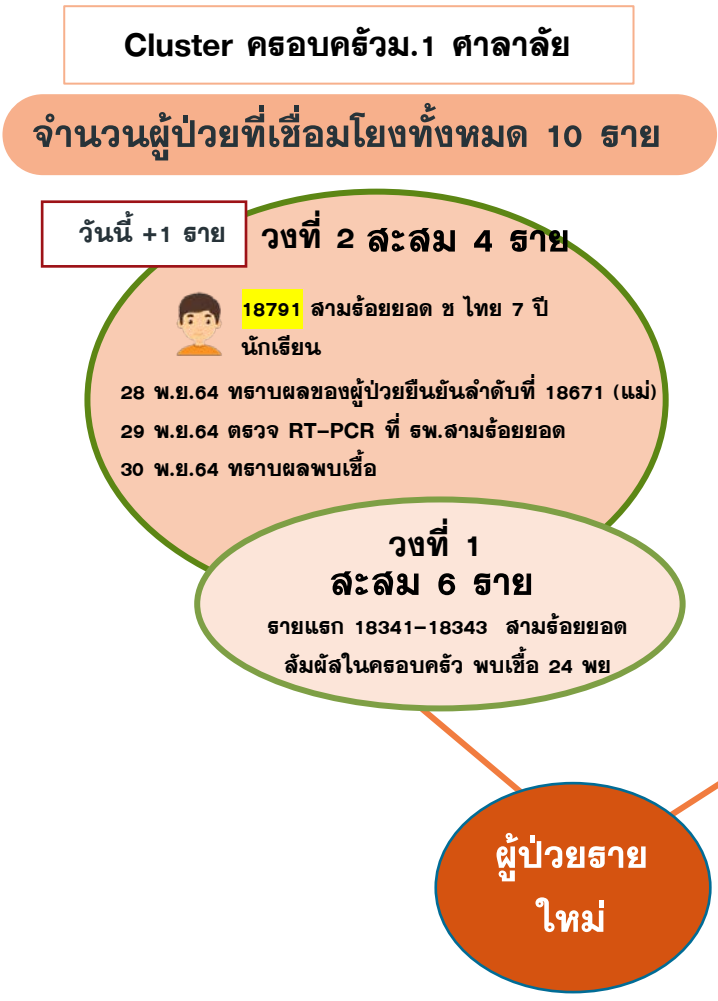 Cluster ครอบครัวม.1 ศาลาลัย
จำนวนผู้ป่วยที่เชื่อมโยงทั้งหมด 10 ราย
วันนี้ +1 ราย
วงที่ 2 สะสม 4 ราย
18791 สามร้อยยอด ช ไทย 7 ปี
นักเรียน
28 พ.ย.64 ทราบผลของผู้ป่วยยืนยันลำดับที่ 18671 (แม่)
29 พ.ย.64 ตรวจ RT-PCR ที่ รพ.สามร้อยยอด
30 พ.ย.64 ทราบผลพบเชื้อ
วงที่ 1
สะสม 6 ราย
รายแรก 18341-18343 สามร้อยยอด
สัมผัสในครอบครัว พบเชื้อ 24 พย
ผู้ป่วยราย
ใหม่